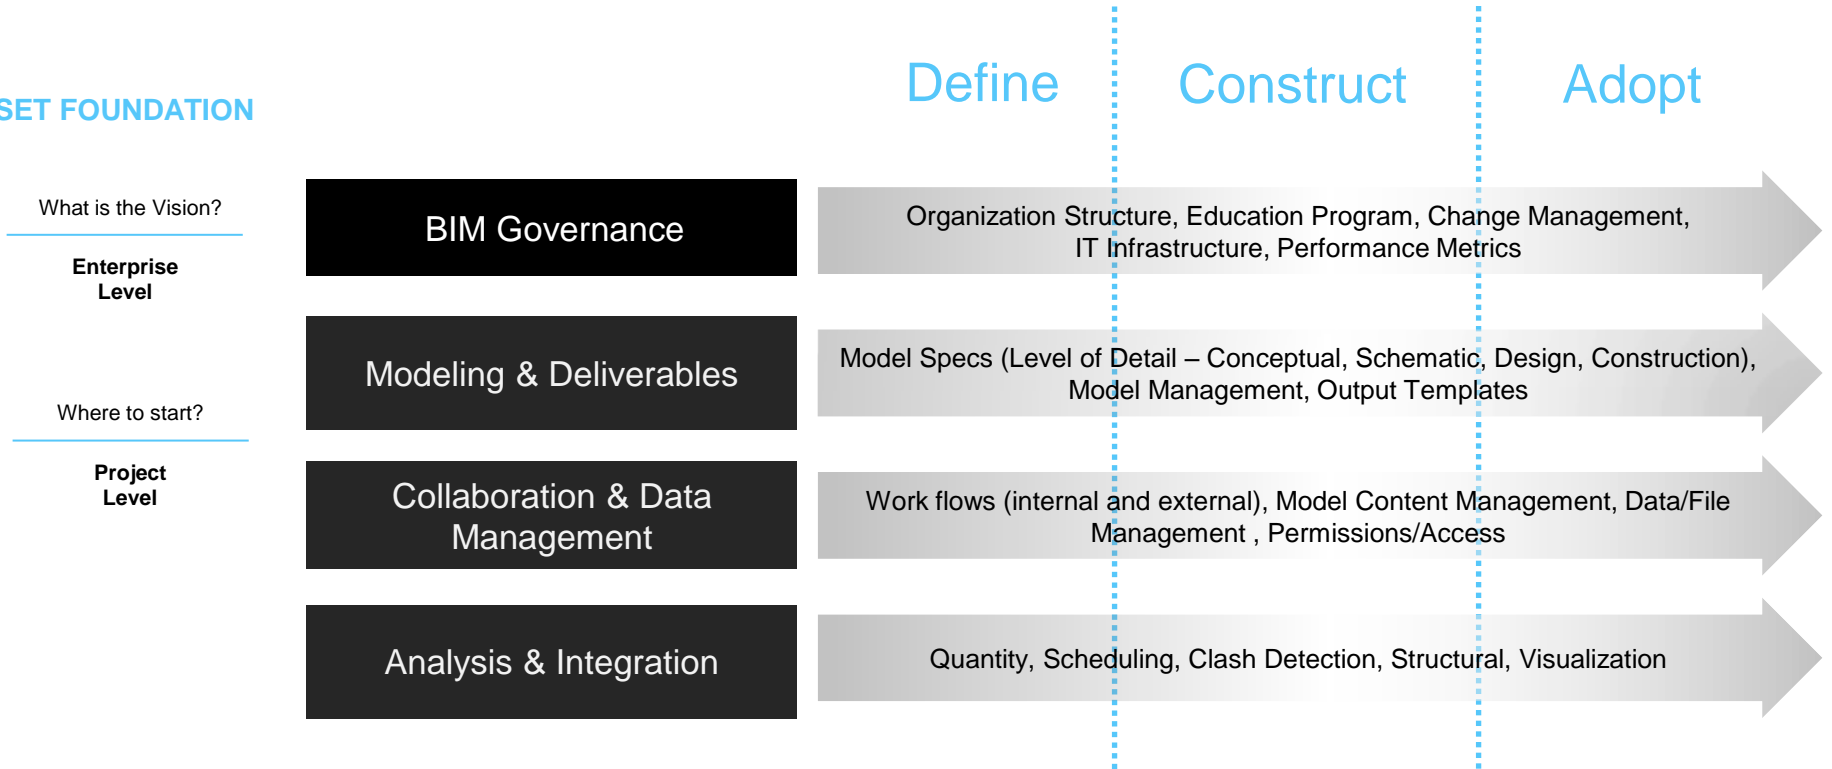 Define
Construct
Adopt
SET FOUNDATION
What is the Vision?
Enterprise
Level
BIM Governance
Organization Structure, Education Program, Change Management,
IT Infrastructure, Performance Metrics
Modeling & Deliverables
Model Specs (Level of Detail – Conceptual, Schematic, Design, Construction),
Model Management, Output Templates
Where to start?
Project
Level
Collaboration & Data
Management
Work flows (internal and external), Model Content Management, Data/File
Management , Permissions/Access
Analysis & Integration
Quantity, Scheduling, Clash Detection, Structural, Visualization